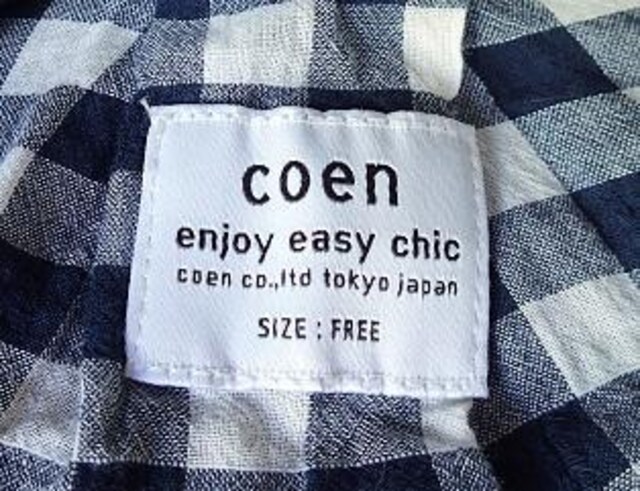 coen
enjoy easy chic
coen co.,ltd tokyo japan
SIZE : FREE